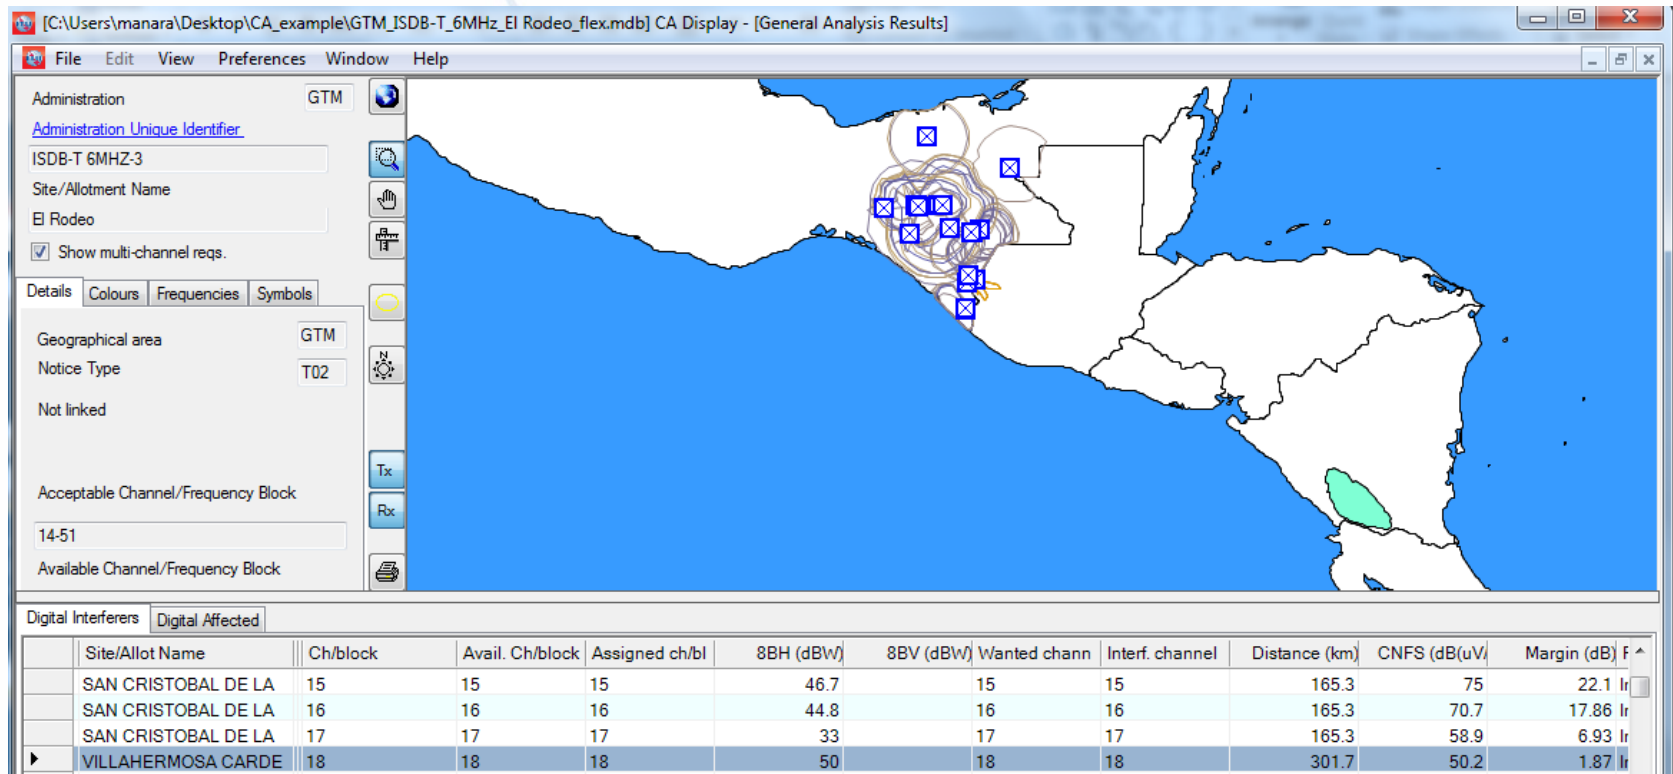 [C:\Users\manara\Desktop\CA_example\GTM_ISDB-T_6MHz_El Rodeo_flex.mdb] CA Display - [General Analysis Results]
File Edit View Preferences Window Help
Administration GTM
Administration Unique Identifier
ISDB-T 6MHZ-3
Site/Allotment Name
El Rodeo
Show multi-channel reqs.
Details Colours Frequencies Symbols
Geographical area GTM
Notice Type T02
Not linked
Acceptable Channel/Frequency Block
14-51
Available Channel/Frequency Block
N
Tx
Rx
Digital Interferers Digital Affected
Site/Allot Name Ch/block Avail. Ch/block Assigned ch/bl 8BH (dBW) 8BV (dBW) Wanted chann Interf. channel Distance (km) CNFS (dB(uV/ Margin (dB)
SAN CRISTOBAL DE LA 15 15 15 46.7 15 15 165.3 75 22.1
SAN CRISTOBAL DE LA 16 16 16 44.8 16 16 165.3 70.7 17.86
SAN CRISTOBAL DE LA 17 17 17 33 17 17 165.3 58.9 6.93
VILLAHERMOSA CARDE 18 18 18 50 18 18 301.7 50.2 1.87